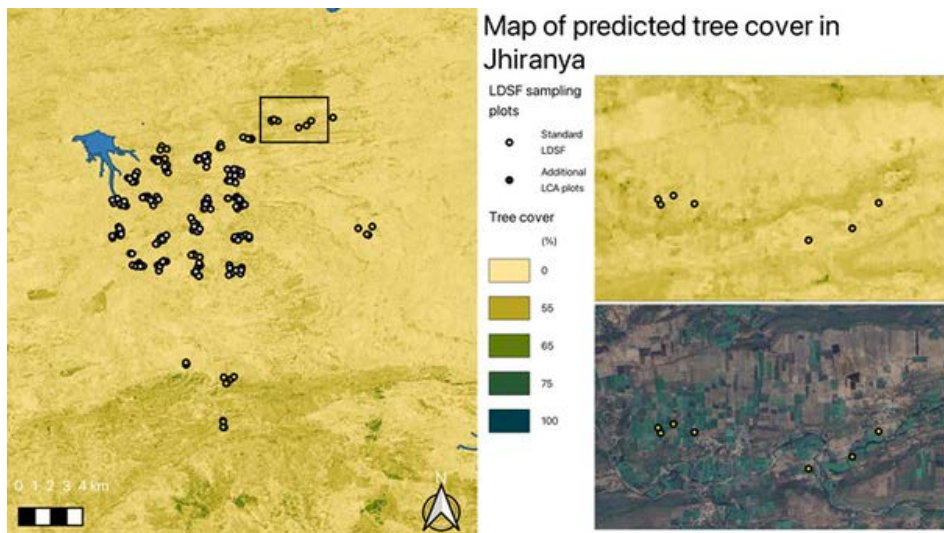 Map of predicted tree cover in
Jhiranya
LDSF sampling
plots
Standard
LDSF
Additional
LCA plots
Tree cover
(%)
0
55
65
75
100
0 1 2 3 4 km
N